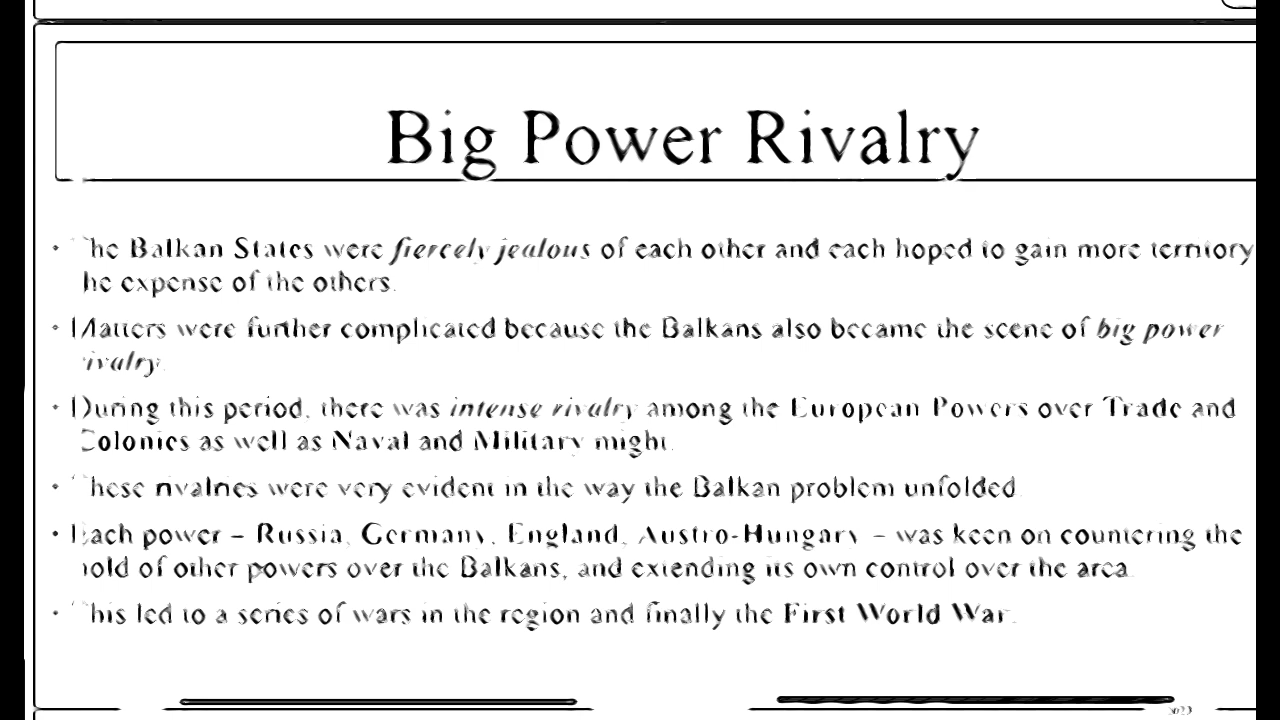 Big Power Rivalry
• The Balkan States were fiercely jealous of each other and each hoped to gain more territory
he expense of the others.
• Matters were further complicated because the Balkans also became the scene of big power
rivalry.
• During this period, there was intense rivalry among the European Powers over Trade and
Colonies as well as Naval and Military might.
• These rivalries were very evident in the way the Balkan problem unfolded.
• Each power – Russia, Germany, England, Austro-Hungary – was keen on countering the
hold of other powers over the Balkans, and extending its own control over the area.
• This led to a series of wars in the region and finally the First World War.